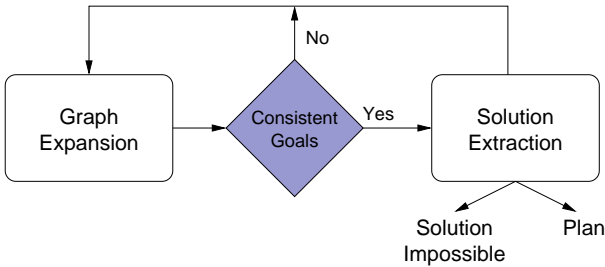 No
Graph
Expansion
Consistent
Goals
Yes
Solution
Extraction
Solution
Impossible
Plan